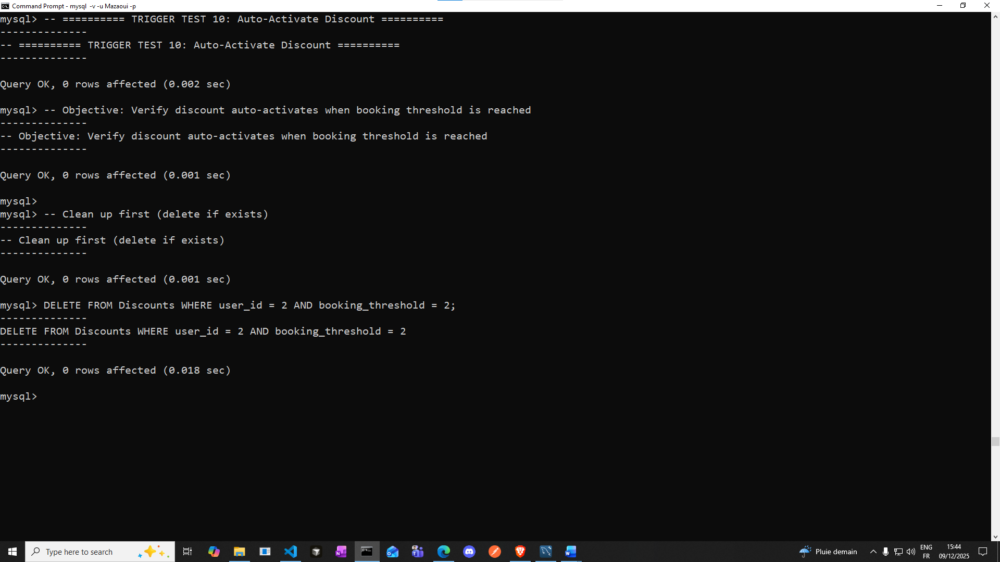 Command Prompt - mysql  -v -u Mazaoui -p
mysql> -- ========== TRIGGER TEST 10: Auto-Activate Discount ==========
--------------
-- ========== TRIGGER TEST 10: Auto-Activate Discount ==========
--------------
Query OK, 0 rows affected (0.002 sec)
mysql> -- Objective: Verify discount auto-activates when booking threshold is reached
--------------
-- Objective: Verify discount auto-activates when booking threshold is reached
--------------
Query OK, 0 rows affected (0.001 sec)
mysql>
mysql> -- Clean up first (delete if exists)
--------------
-- Clean up first (delete if exists)
--------------
Query OK, 0 rows affected (0.001 sec)
mysql> DELETE FROM Discounts WHERE user_id = 2 AND booking_threshold = 2;
--------------
DELETE FROM Discounts WHERE user_id = 2 AND booking_threshold = 2
--------------
Query OK, 0 rows affected (0.018 sec)
mysql>
Type here to search
Pluie demain
ENG
FR
15:44
09/12/2025